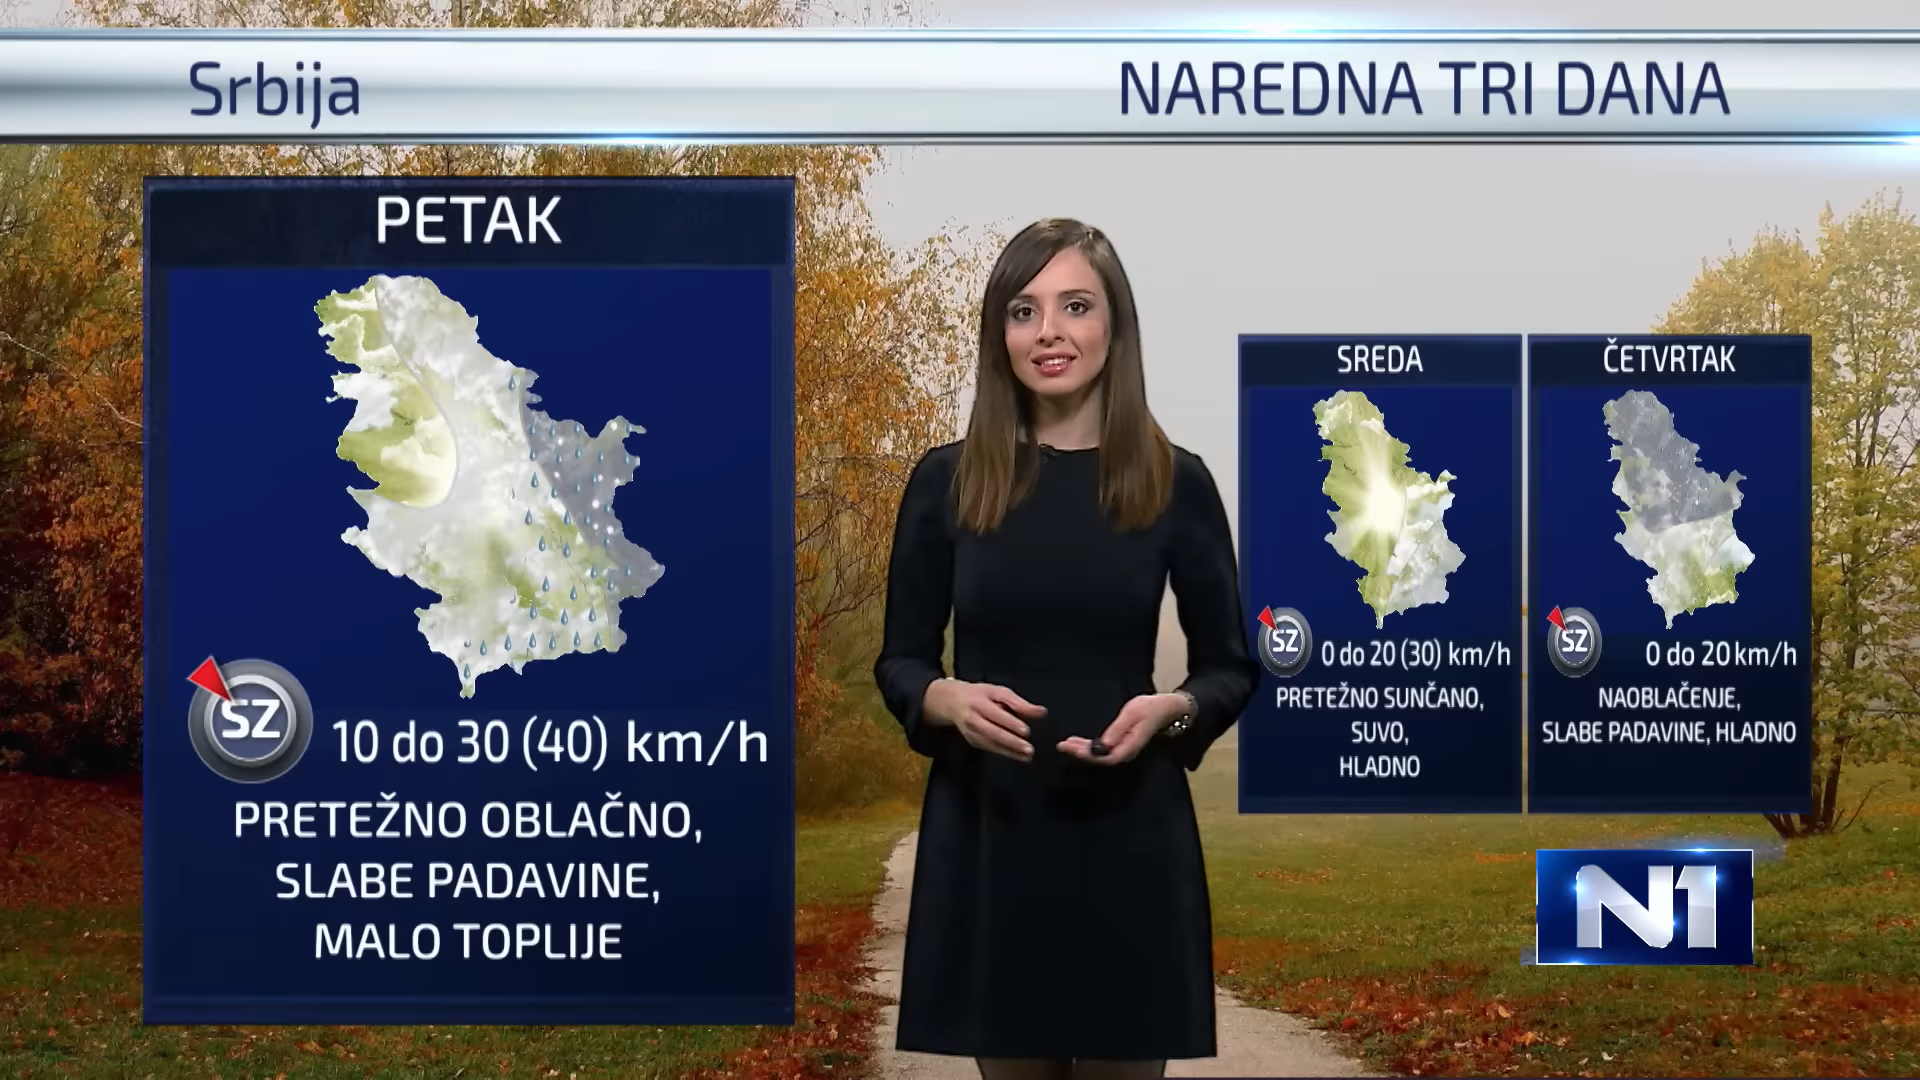 Srbija
NAREDNA TRI DANA
PETAK
SZ
10 do 30 (40) km/h
PRETEŽNO OBLAČNO,
SLABE PADAVINE,
MALO TOPLIJE
SREDA
SZ
0 do 20 (30) km/h
PRETEŽNO SUNČANO,
SUVO,
HLADNO
ČETVRTAK
SZ
0 do 20 km/h
NAOBLAČENJE,
SLABE PADAVINE, HLADNO
N1